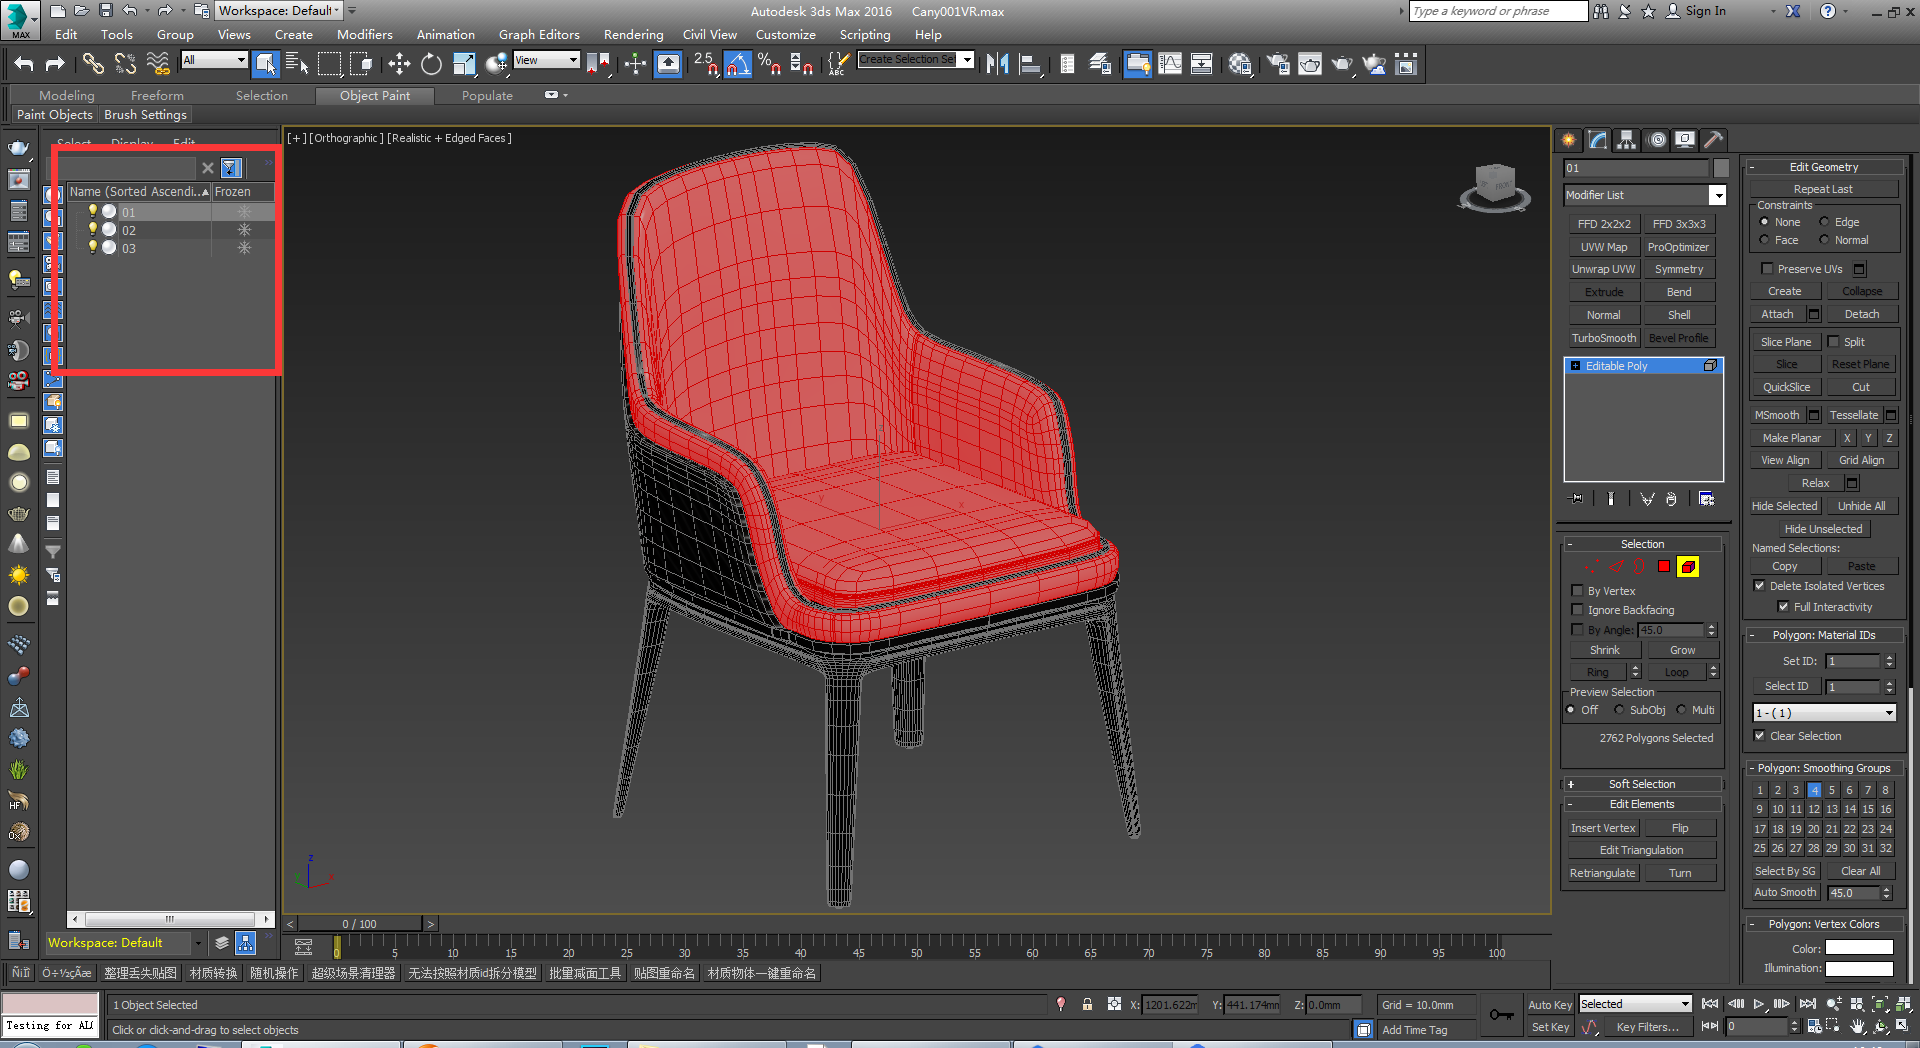 Workspace: Default
Autodesk 3ds Max 2016 Cany001VR.max
Type a keyword or phrase
Sign In
MAX
Edit Tools Group Views Create Modifiers Animation Graph Editors Rendering Civil View Customize Scripting Help
All
View
2.5
ABC
Create Selection Se
Modeling Freeform Selection Object Paint Populate
Paint Objects Brush Settings
Select Display Edit
Name (Sorted Ascendi.. Frozen
01
02
03
[+] [Orthographic ] [Realistic + Edged Faces ]
01
Modifier List
FFD 2x2x2 FFD 3x3x3
UVW Map ProOptimizer
Unwrap UVW Symmetry
Extrude Bend
Normal Shell
TurboSmooth Bevel Profile
Editable Poly
Selection
By Vertex
Ignore Backfacing
By Angle: 45.0
Shrink Grow
Ring Loop
Preview Selection
Off SubObj Multi
2762 Polygons Selected
Soft Selection
Edit Elements
Insert Vertex Flip
Edit Triangulation
Retriangulate Turn
Edit Geometry
Repeat Last
Constraints
None Edge
Face Normal
Preserve UVs
Create Collapse
Attach Detach
Slice Plane Split
Slice Reset Plane
QuickSlice Cut
MSmooth Tessellate
Make Planar X Y Z
View Align Grid Align
Relax
Hide Selected Unhide All
Hide Unselected
Named Selections:
Copy Paste
Delete Isolated Vertices
Full Interactivity
Polygon: Material IDs
Set ID: 1
Select ID 1
1 - ( 1 )
Clear Selection
Polygon: Smoothing Groups
1 2 3 4 5 6 7 8
9 10 11 12 13 14 15 16
17 18 19 20 21 22 23 24
25 26 27 28 29 30 31 32
Select By SG Clear All
Auto Smooth 45.0
Polygon: Vertex Colors
Color:
Illumination:
z
x
y
HF
0 / 100
Workspace: Default
0 5 10 15 20 25 30 35 40 45 50 55 60 65 70 75 80 85 90 95 100
整理丢失贴图 材质转换 随机操作 超级场景清理器 无法按照材质id拆分模型 批量减面工具 贴图重命名 材质物体一键重命名
1 Object Selected
X: 1201.622m Y: 441.174mm Z: 0.0mm Grid = 10.0mm
Auto Key Selected
Testing for AL
Click or click-and-drag to select objects
Add Time Tag
Set Key Key Filters... 0